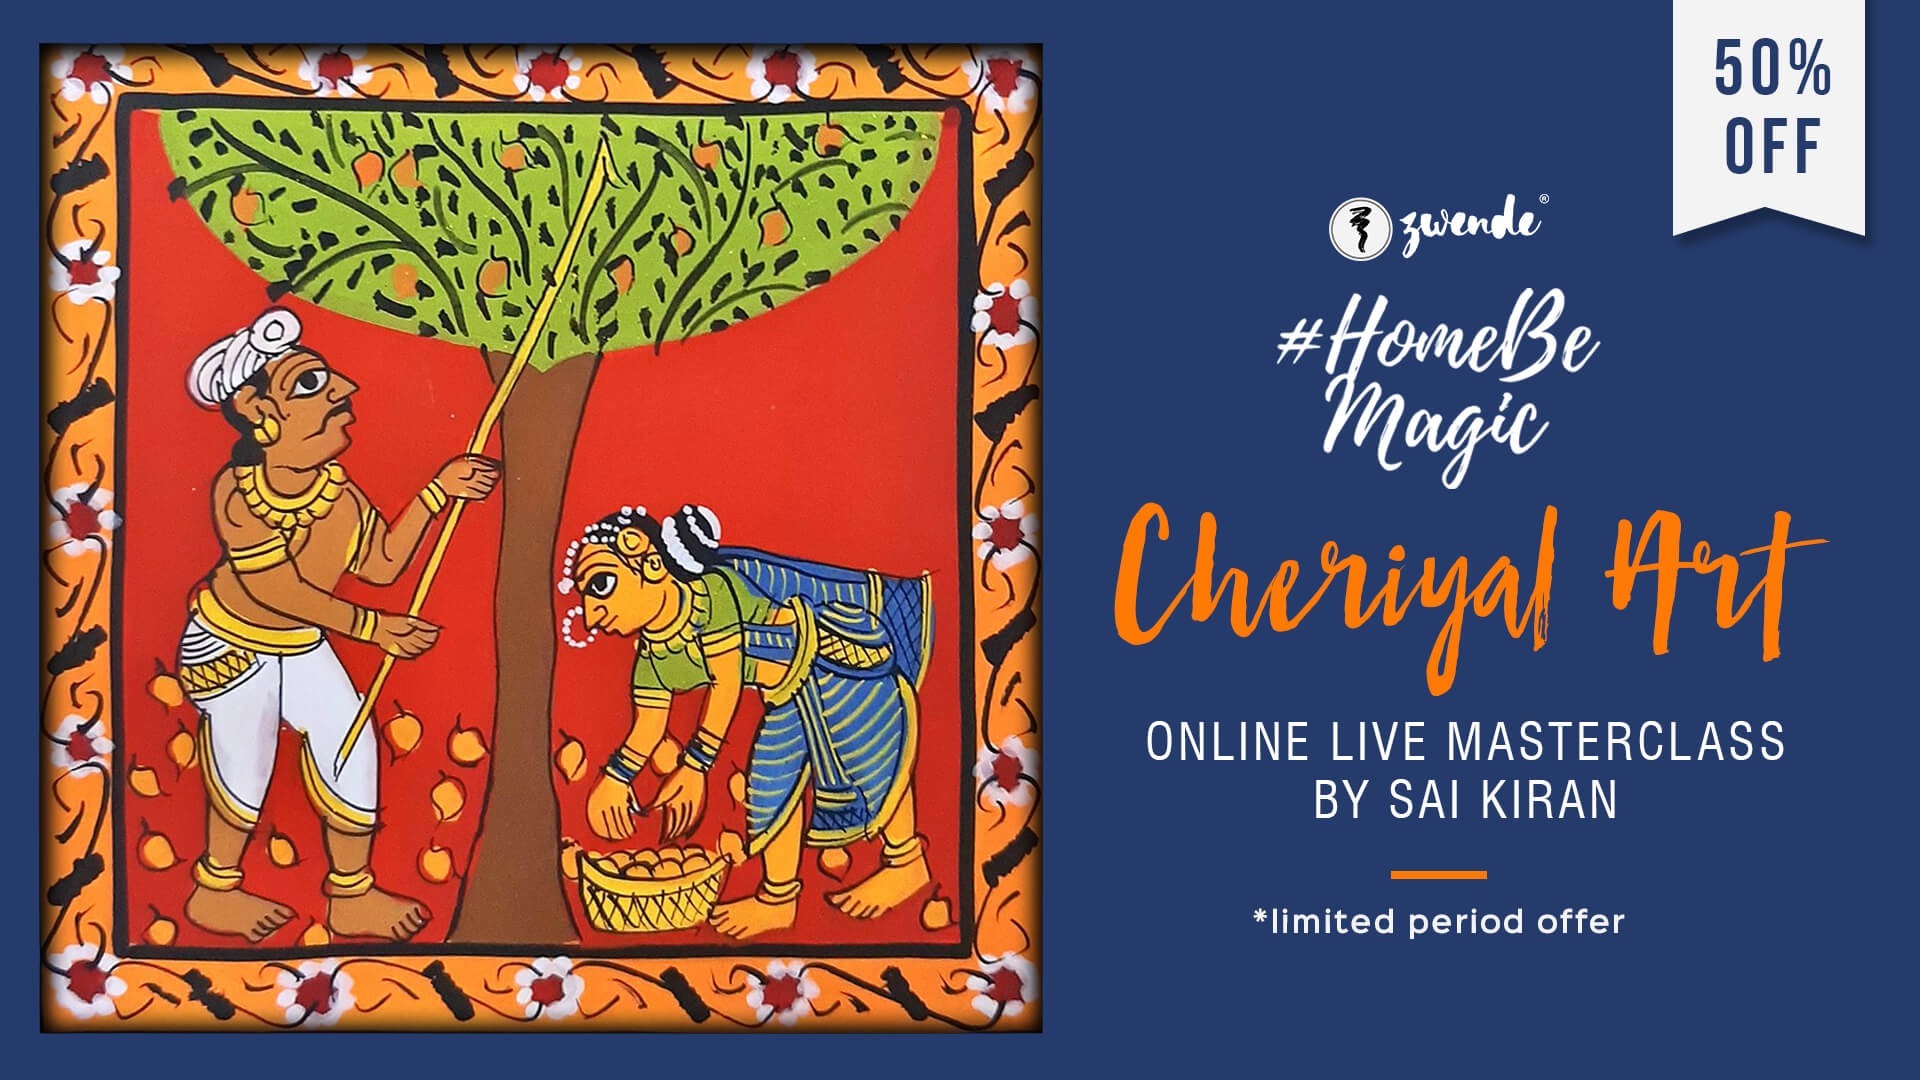 50%
OFF
zwende®
#HomeBe
Magic
Cheriyal Art
ONLINE LIVE MASTERCLASS
BY SAI KIRAN
*limited period offer